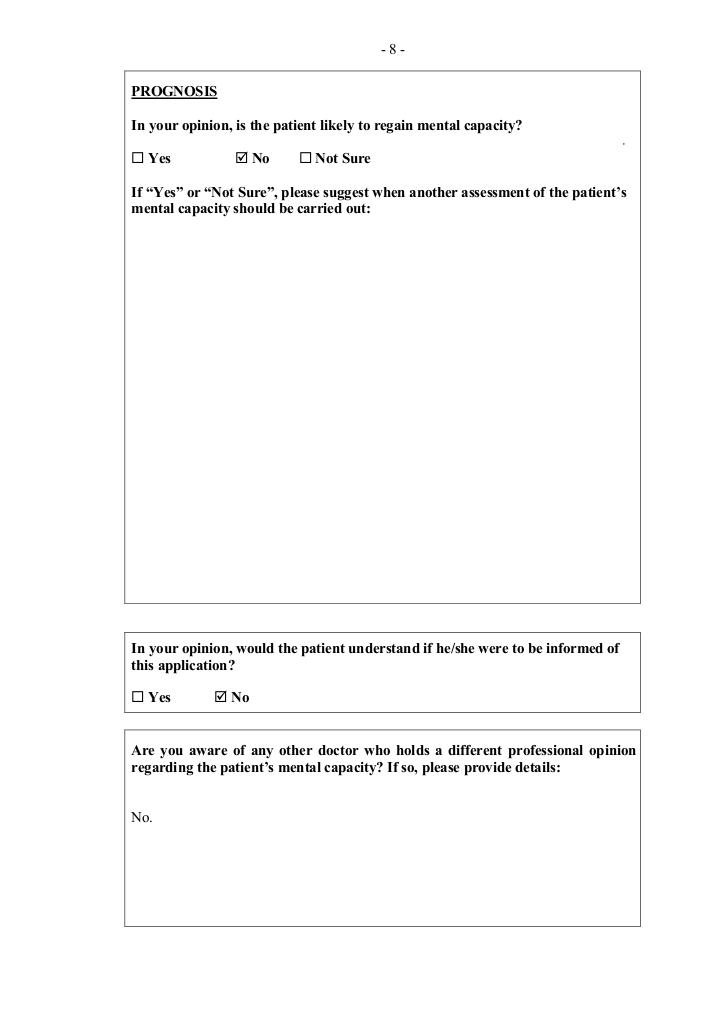 - 8 -
PROGNOSIS
In your opinion, is the patient likely to regain mental capacity?
☐ Yes ☑ No ☐ Not Sure
If “Yes” or “Not Sure”, please suggest when another assessment of the patient’s
mental capacity should be carried out:
In your opinion, would the patient understand if he/she were to be informed of
this application?
☐ Yes ☑ No
Are you aware of any other doctor who holds a different professional opinion
regarding the patient’s mental capacity? If so, please provide details:
No.